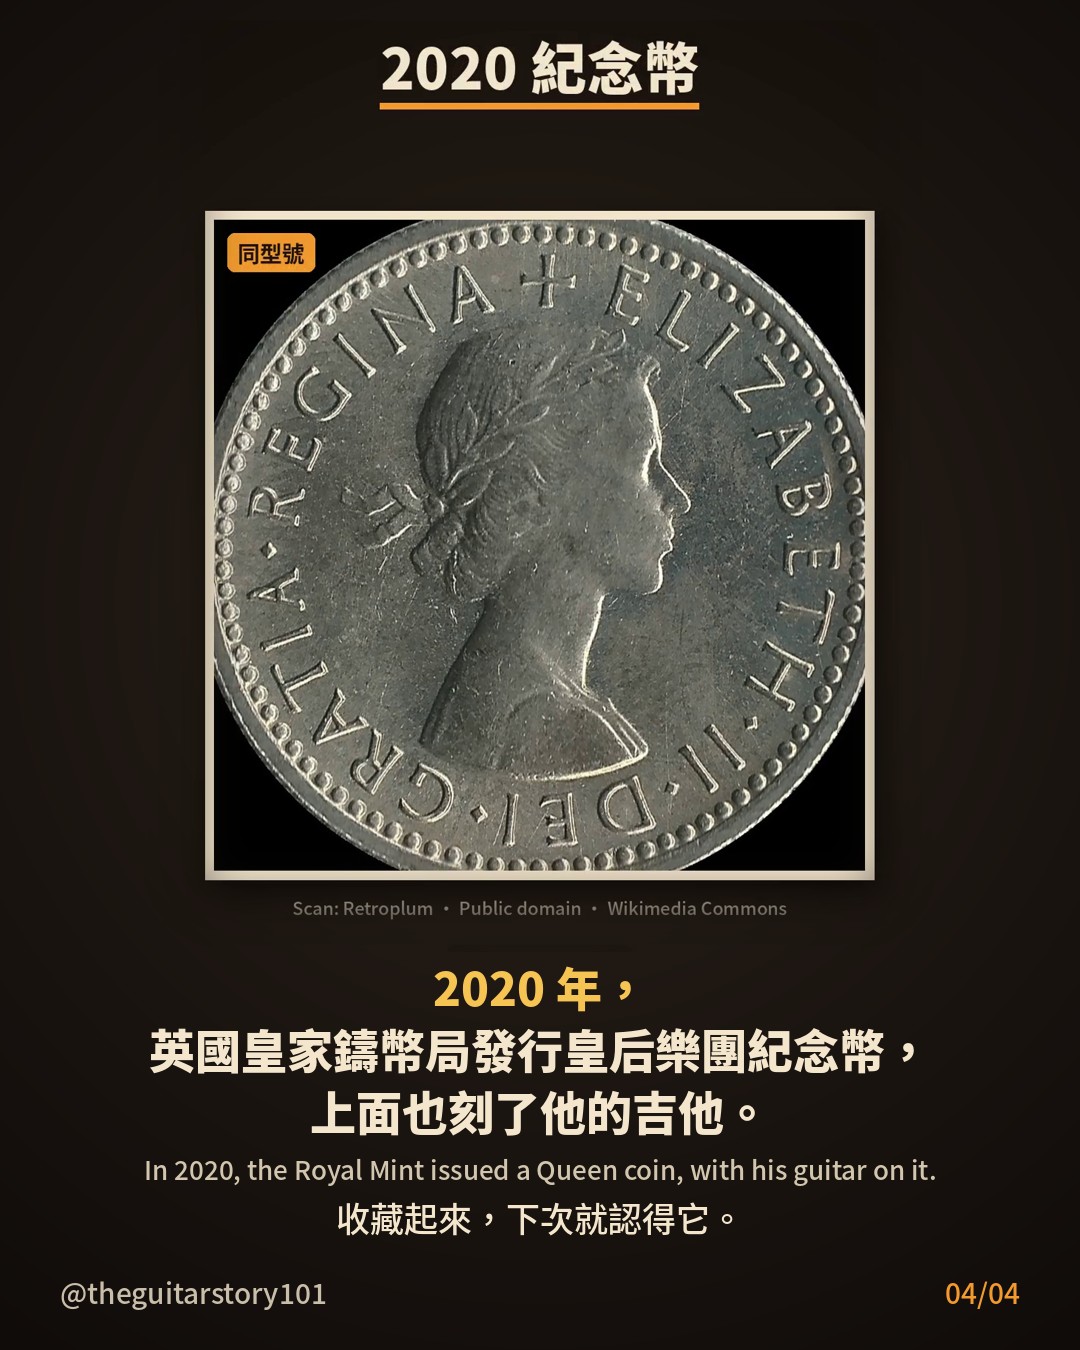 2020 紀念幣
同型號
+ ELIZABETH·II·DEI·GRATIA·REGINA
Scan: Retroplum • Public domain • Wikimedia Commons
2020 年，
英國皇家鑄幣局發行皇后樂團紀念幣，
上面也刻了他的吉他。
In 2020, the Royal Mint issued a Queen coin, with his guitar on it.
收藏起來，下次就認得它。
@theguitarstory101
04/04